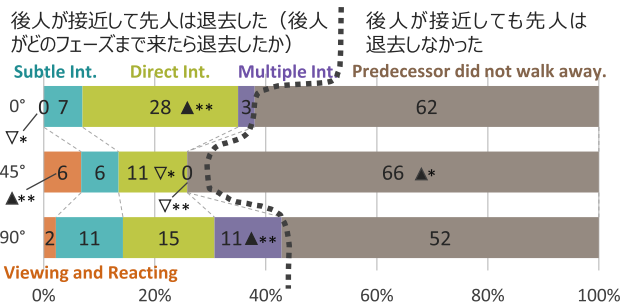 後人が接近して先人は退去した（後人
がどのフェーズまで来たら退去したか）
後人が接近しても先人は
退去しなかった
Subtle Int. Direct Int. Multiple Int. Predecessor did not walk away.
0° 0 7 28 ▲** 3 62
▽*
45° 6 6 11 ▽* 0 66 ▲*
▲** ▽**
90° 2 11 15 11 ▲** 52
Viewing and Reacting
0% 20% 40% 60% 80% 100%